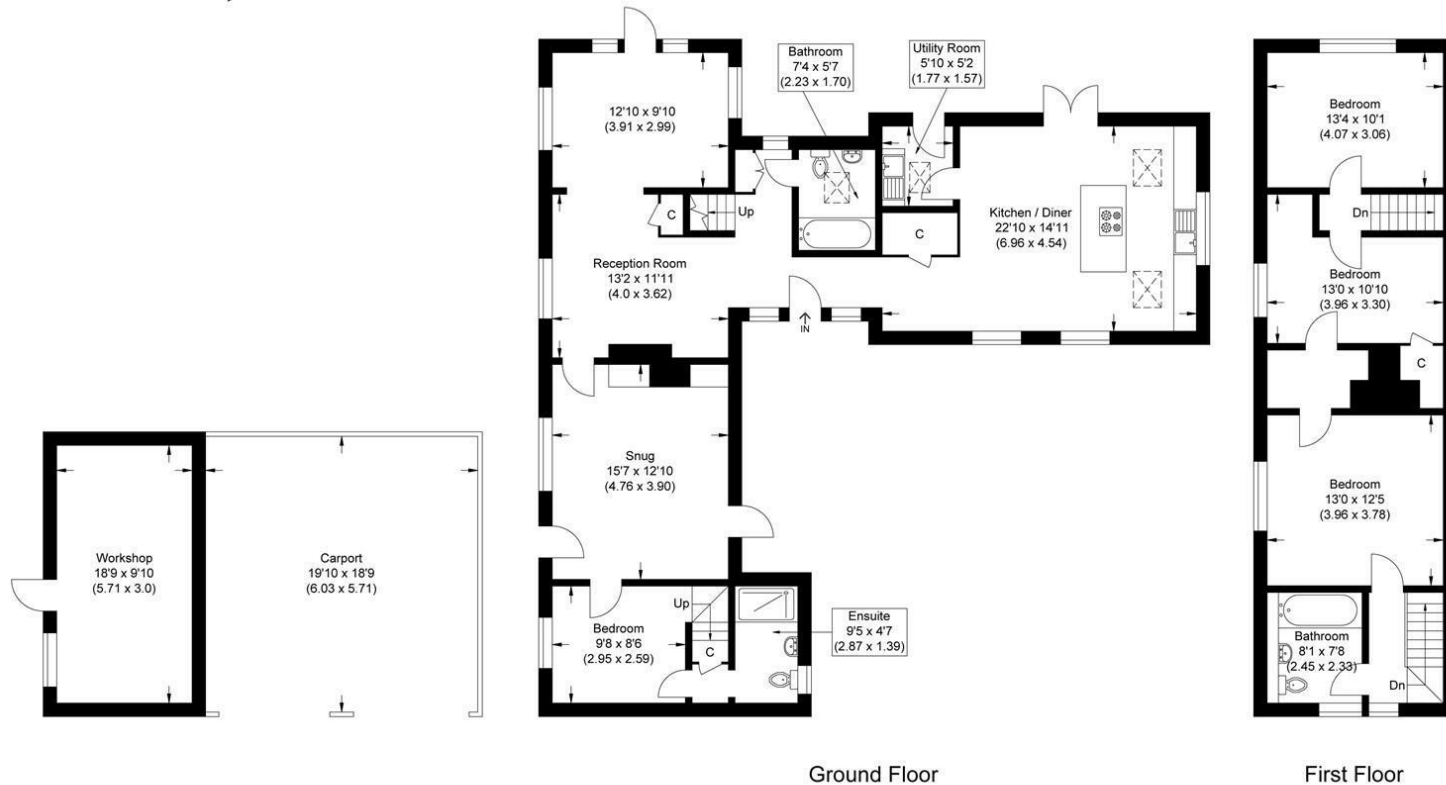 Bathroom
7'4 x 5'7
(2.23 x 1.70)
Utility Room
5'10 x 5'2
(1.77 x 1.57)
12'10 x 9'10
(3.91 x 2.99)
C
Up
Reception Room
13'2 x 11'11
(4.0 x 3.62)
IN
C
Kitchen / Diner
22'10 x 14'11
(6.96 x 4.54)
Snug
15'7 x 12'10
(4.76 x 3.90)
Workshop
18'9 x 9'10
(5.71 x 3.0)
Carport
19'10 x 18'9
(6.03 x 5.71)
Bedroom
9'8 x 8'6
(2.95 x 2.59)
Up
C
Ensuite
9'5 x 4'7
(2.87 x 1.39)
Ground Floor
Bedroom
13'4 x 10'1
(4.07 x 3.06)
Dn
Bedroom
13'0 x 10'10
(3.96 x 3.30)
C
Bedroom
13'0 x 12'5
(3.96 x 3.78)
Bathroom
8'1 x 7'8
(2.45 x 2.33)
Dn
First Floor